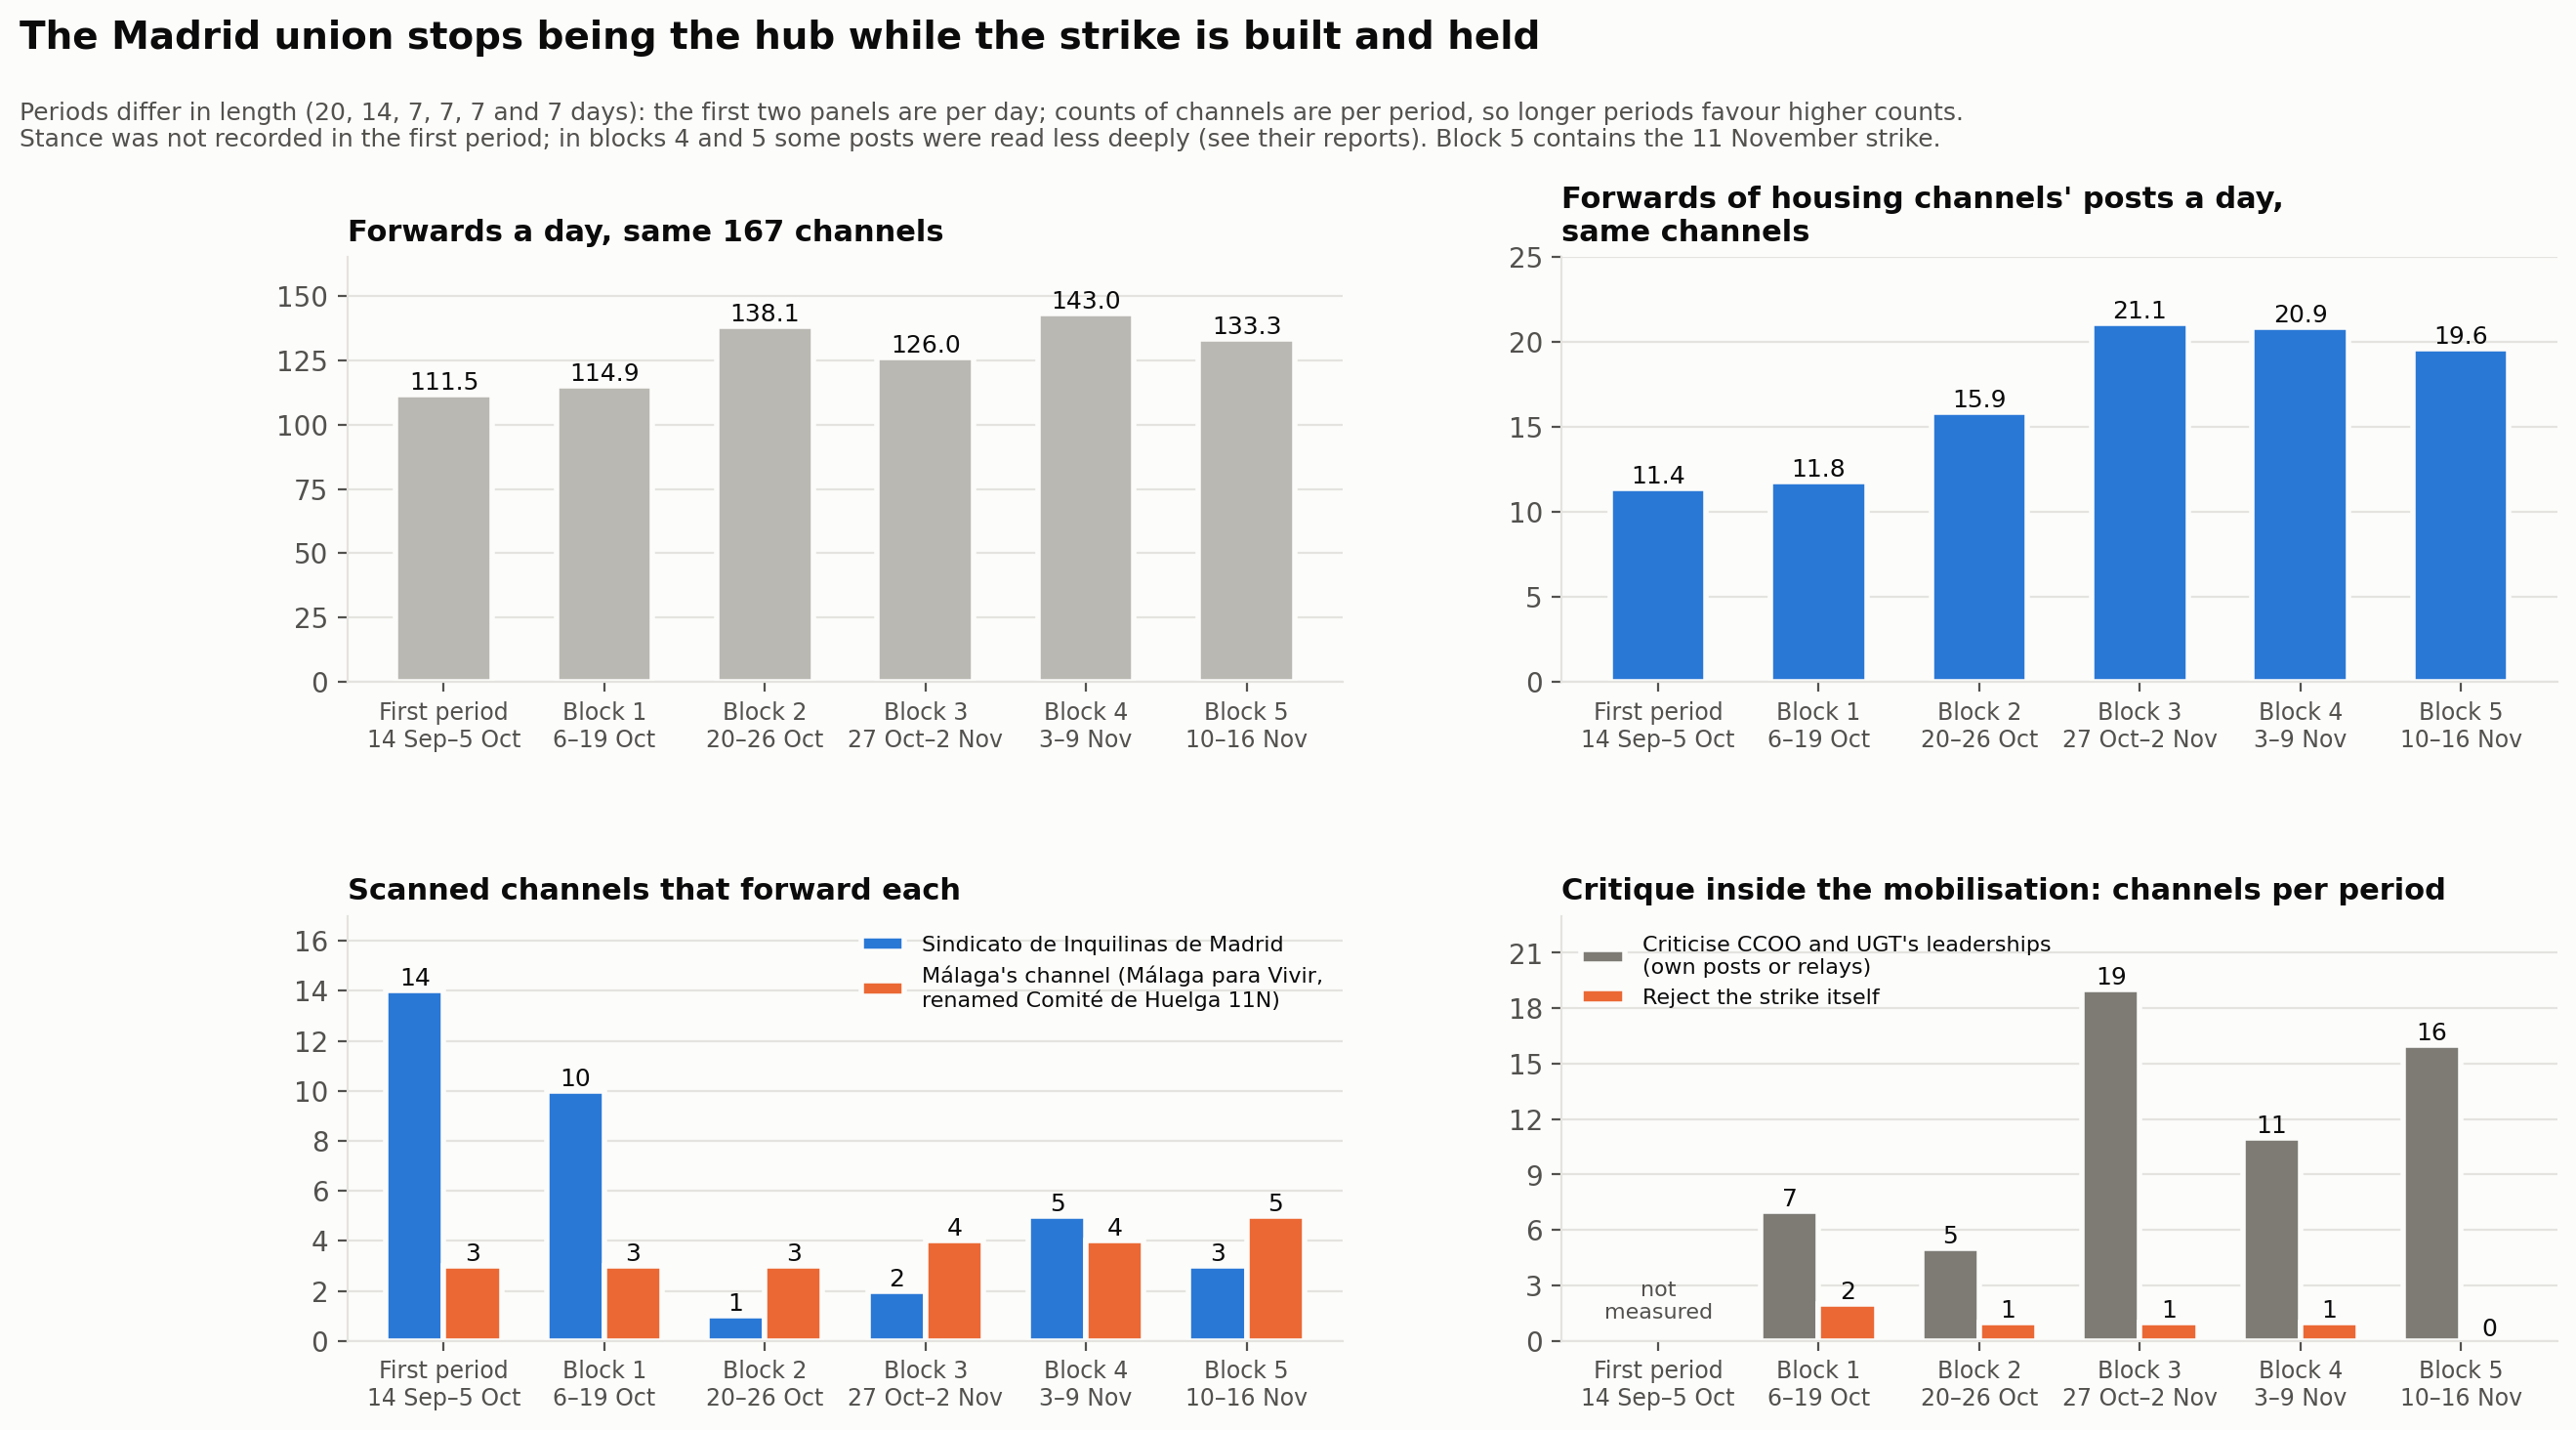 The Madrid union stops being the hub while the strike is built and held
Periods differ in length (20, 14, 7, 7, 7 and 7 days): the first two panels are per day; counts of channels are per period, so longer periods favour higher counts.
Stance was not recorded in the first period; in blocks 4 and 5 some posts were read less deeply (see their reports). Block 5 contains the 11 November strike.
Forwards a day, same 167 channels
150
125
100
75
50
25
0
111.5
114.9
138.1
126.0
143.0
133.3
First period
14 Sep–5 Oct
Block 1
6–19 Oct
Block 2
20–26 Oct
Block 3
27 Oct–2 Nov
Block 4
3–9 Nov
Block 5
10–16 Nov
Forwards of housing channels' posts a day,
same channels
25
20
15
10
5
0
11.4
11.8
15.9
21.1
20.9
19.6
First period
14 Sep–5 Oct
Block 1
6–19 Oct
Block 2
20–26 Oct
Block 3
27 Oct–2 Nov
Block 4
3–9 Nov
Block 5
10–16 Nov
Scanned channels that forward each
Sindicato de Inquilinas de Madrid
Málaga's channel (Málaga para Vivir,
renamed Comité de Huelga 11N)
16
14
12
10
8
6
4
2
0
14
3
10
3
1
3
2
4
5
4
3
5
First period
14 Sep–5 Oct
Block 1
6–19 Oct
Block 2
20–26 Oct
Block 3
27 Oct–2 Nov
Block 4
3–9 Nov
Block 5
10–16 Nov
Critique inside the mobilisation: channels per period
Criticise CCOO and UGT's leaderships
(own posts or relays)
Reject the strike itself
21
18
15
12
9
6
3
0
not
measured
7
2
5
1
19
1
11
1
16
0
First period
14 Sep–5 Oct
Block 1
6–19 Oct
Block 2
20–26 Oct
Block 3
27 Oct–2 Nov
Block 4
3–9 Nov
Block 5
10–16 Nov